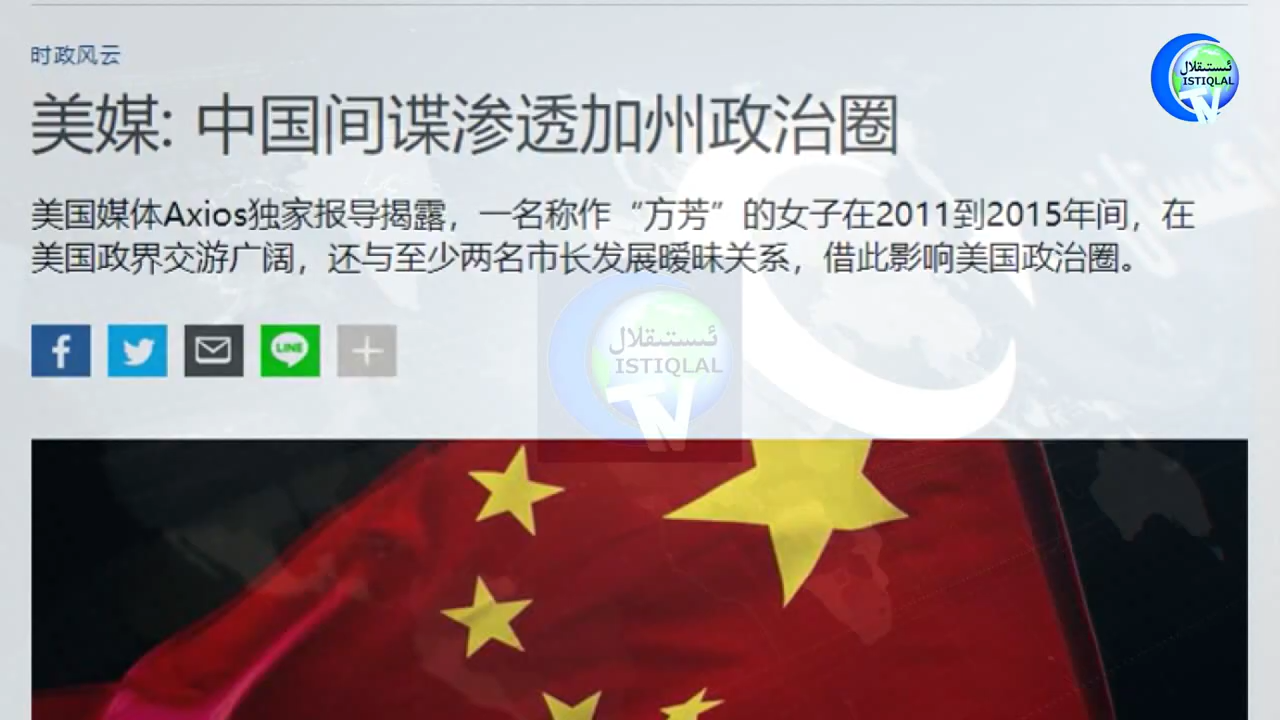 时政风云
ئىستىقلال
ISTIQLAL
TV
美媒: 中国间谍渗透加州政治圈
美国媒体Axios独家报导揭露，一名称作“方芳”的女子在2011到2015年间，在
美国政界交游广阔，还与至少两名市长发展暧昧关系，借此影响美国政治圈。
LINE
ئىستىقلال
ISTIQLAL
TV